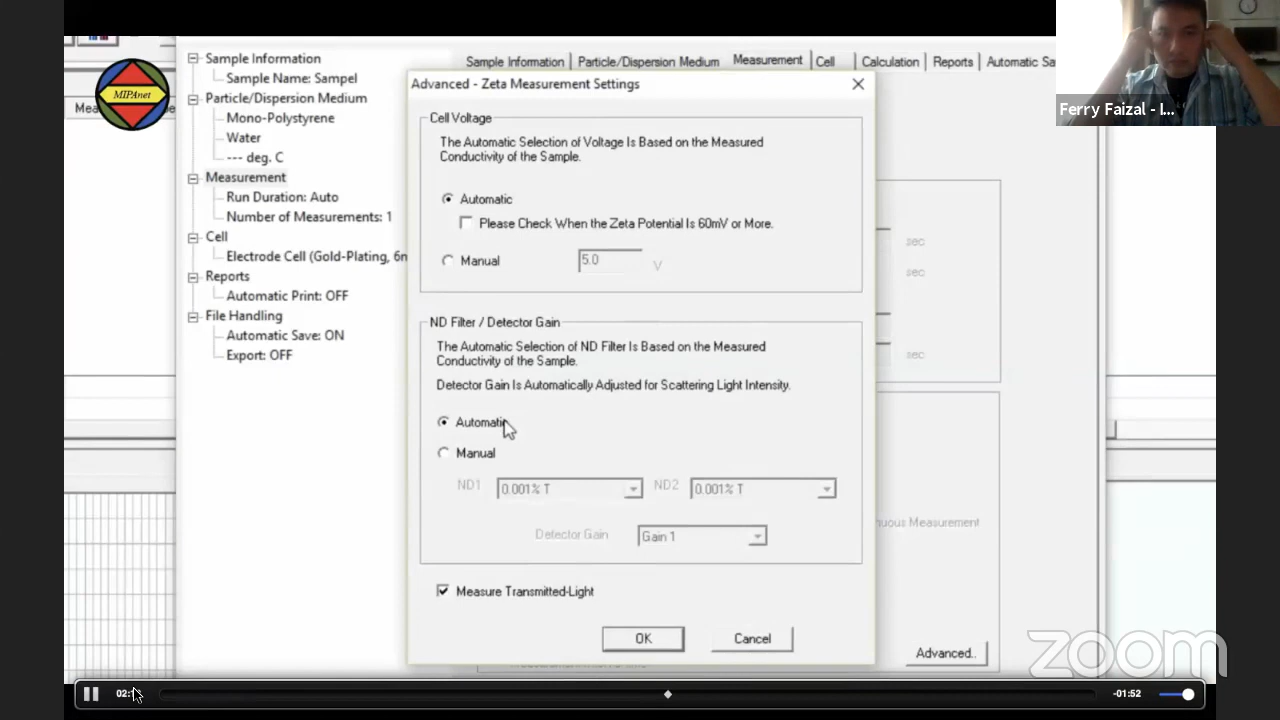 MIPAnet
Sample Information
Sample Name: Sampel
Particle/Dispersion Medium
Mono-Polystyrene
Water
--- deg. C
Measurement
Run Duration: Auto
Number of Measurements: 1
Cell
Electrode Cell (Gold-Plating, 6
Reports
Automatic Print: OFF
File Handling
Automatic Save: ON
Export: OFF
Sample Information
Particle/Dispersion Medium
Measurement
Cell
Calculation
Reports
Automatic Sa
Advanced - Zeta Measurement Settings
Cell Voltage
The Automatic Selection of Voltage Is Based on the Measured
Conductivity of the Sample.
Automatic
Please Check When the Zeta Potential Is 60mV or More.
Manual
5.0
V
ND Filter / Detector Gain
The Automatic Selection of ND Filter Is Based on the Measured
Conductivity of the Sample.
Detector Gain Is Automatically Adjusted for Scattering Light Intensity.
Automatic
Manual
ND1
0.001% T
ND2
0.001% T
Detector Gain
Gain 1
Measure Transmitted-Light
OK
Cancel
sec
sec
sec
nuous Measurement
Advanced..
Ferry Faizal - I...
zoom
02:
-01:52